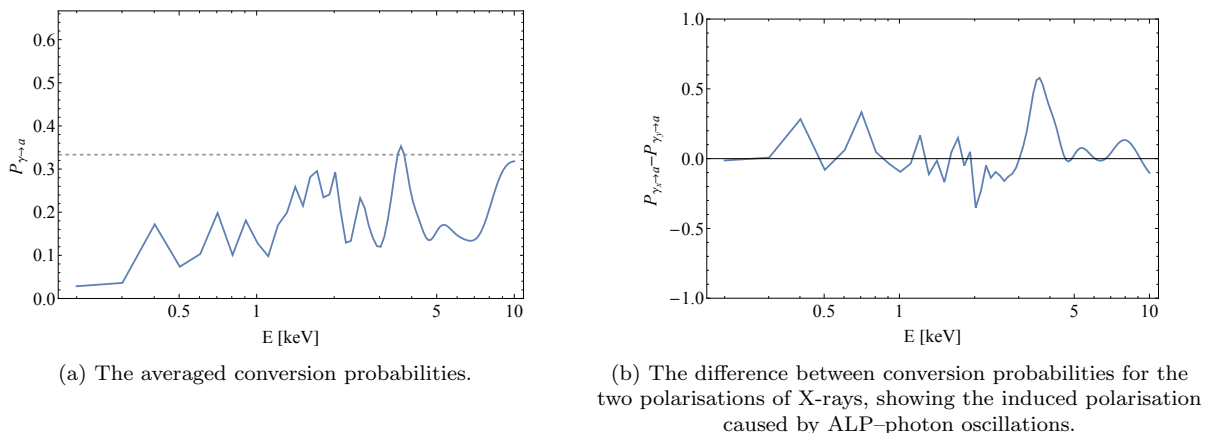 0.6
0.5
0.4
0.3
0.2
0.1
0.0
P_{γ→a}
0.5
1
5
10
E [keV]
(a) The averaged conversion probabilities.
1.0
0.5
0.0
−0.5
−1.0
P_{γ_x→a}−P_{γ_y→a}
0.5
1
5
10
E [keV]
(b) The difference between conversion probabilities for the
two polarisations of X-rays, showing the induced polarisation
caused by ALP–photon oscillations.